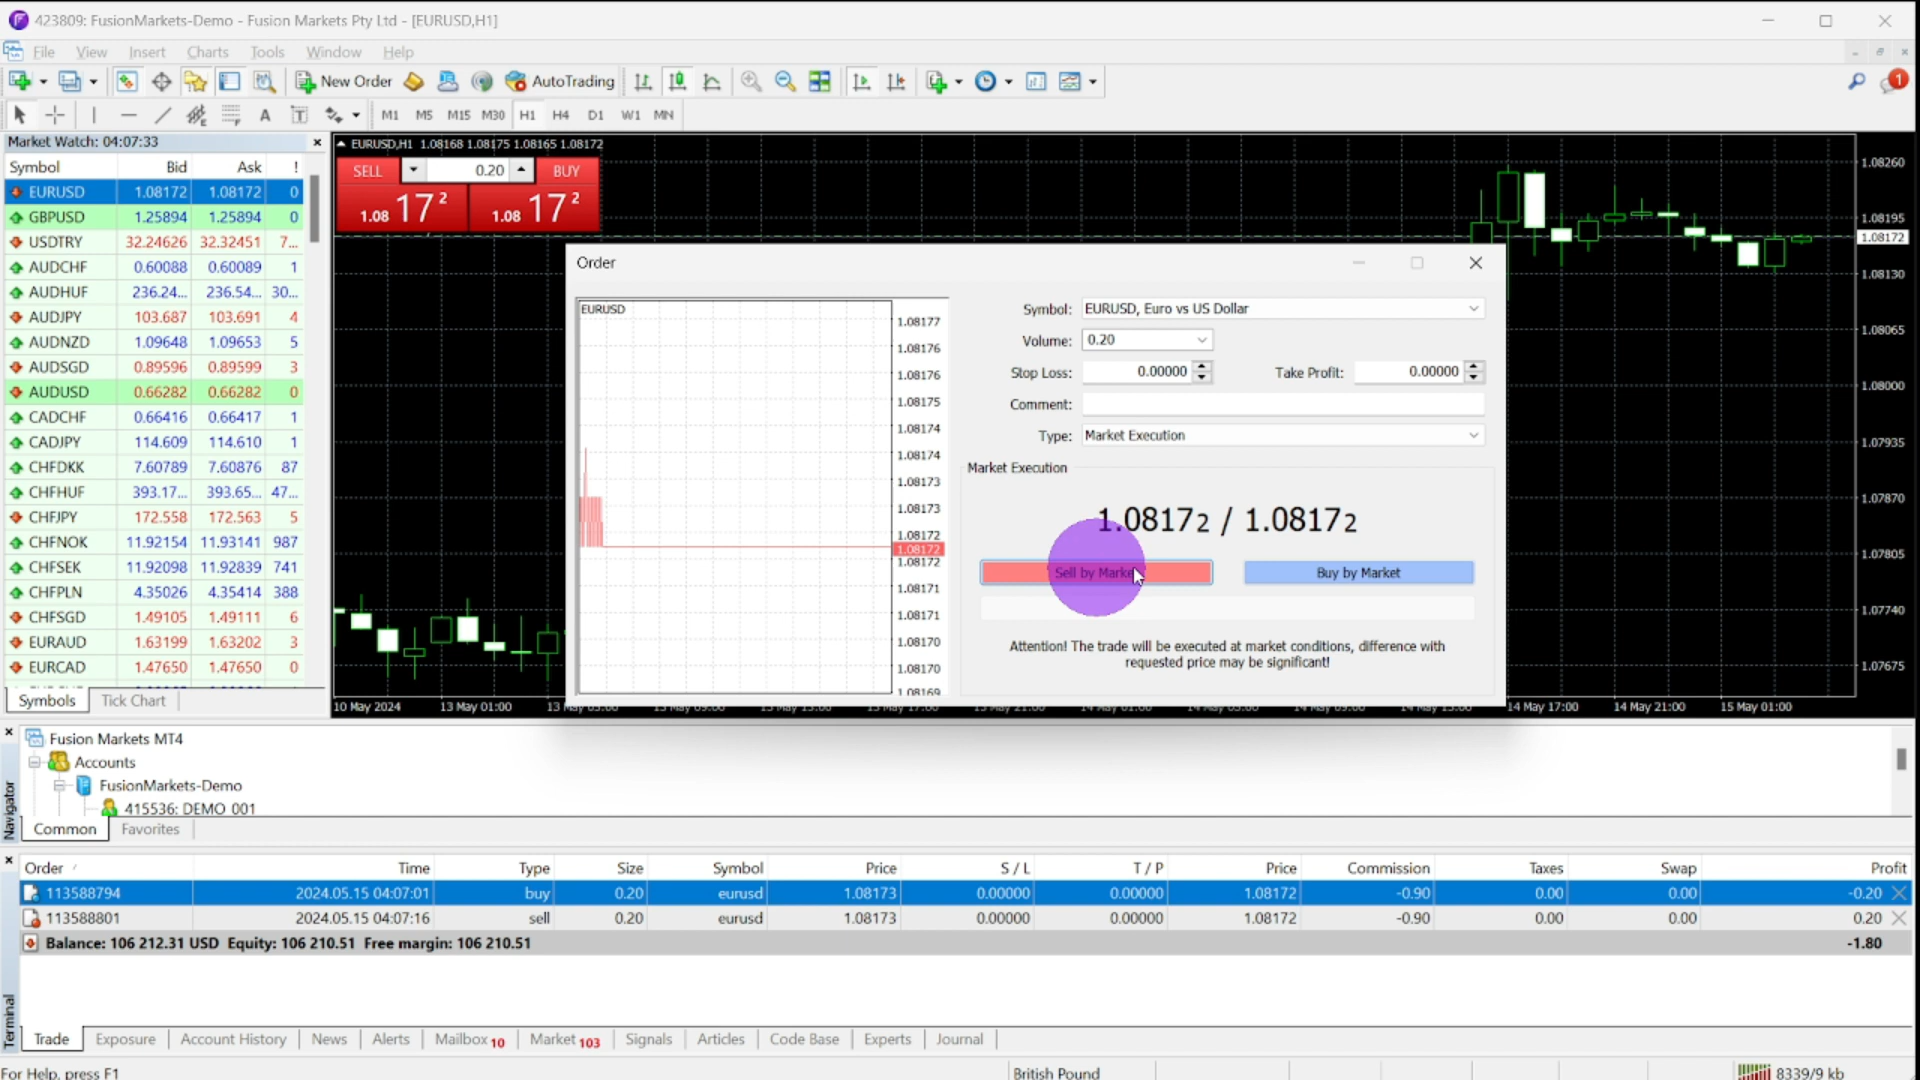 423809: FusionMarkets-Demo - Fusion Markets Pty Ltd - [EURUSD,H1]
File View Insert Charts Tools Window Help
New Order AutoTrading 1
A T M1 M5 M15 M30 H1 H4 D1 W1 MN
Market Watch: 04:07:33
Symbol Bid Ask !
EURUSD 1.08172 1.08172 0
GBPUSD 1.25894 1.25894 0
USDTRY 32.24626 32.32451 7...
AUDCHF 0.60088 0.60089 1
AUDHUF 236.24... 236.54... 30...
AUDJPY 103.687 103.691 4
AUDNZD 1.09648 1.09653 5
AUDSGD 0.89596 0.89599 3
AUDUSD 0.66282 0.66282 0
CADCHF 0.66416 0.66417 1
CADJPY 114.609 114.610 1
CHFDKK 7.60789 7.60876 87
CHFHUF 393.17... 393.65... 47...
CHFJPY 172.558 172.563 5
CHFNOK 11.92154 11.93141 987
CHFSEK 11.92098 11.92839 741
CHFPLN 4.35026 4.35414 388
CHFSGD 1.49105 1.49111 6
EURAUD 1.63199 1.63202 3
EURCAD 1.47650 1.47650 0
Symbols Tick Chart
EURUSD,H1 1.08168 1.08175 1.08165 1.08172
SELL 0.20 BUY
1.08 17 2 1.08 17 2
1.08260
1.08195
1.08172
1.08130
1.08065
1.08000
1.07935
1.07870
1.07805
1.07740
1.07675
10 May 2024 13 May 01:00 14 May 17:00 14 May 21:00 15 May 01:00
Order
EURUSD
1.08177
1.08176
1.08176
1.08175
1.08174
1.08174
1.08173
1.08173
1.08172
1.08172
1.08172
1.08171
1.08171
1.08170
1.08170
1.08169
Symbol: EURUSD, Euro vs US Dollar
Volume: 0.20
Stop Loss: 0.00000 Take Profit: 0.00000
Comment:
Type: Market Execution
Market Execution
1.08172 / 1.08172
Sell by Marke Buy by Market
Attention! The trade will be executed at market conditions, difference with
requested price may be significant!
Navigator
Fusion Markets MT4
Accounts
FusionMarkets-Demo
415536: DEMO 001
Common Favorites
Terminal
Order / Time Type Size Symbol Price S / L T / P Price Commission Taxes Swap Profit
113588794 2024.05.15 04:07:01 buy 0.20 eurusd 1.08173 0.00000 0.00000 1.08172 -0.90 0.00 0.00 -0.20
113588801 2024.05.15 04:07:16 sell 0.20 eurusd 1.08173 0.00000 0.00000 1.08172 -0.90 0.00 0.00 0.20
Balance: 106 212.31 USD Equity: 106 210.51 Free margin: 106 210.51 -1.80
Trade Exposure Account History News Alerts Mailbox 10 Market 103 Signals Articles Code Base Experts Journal
For Help, press F1 British Pound 8339/9 kb